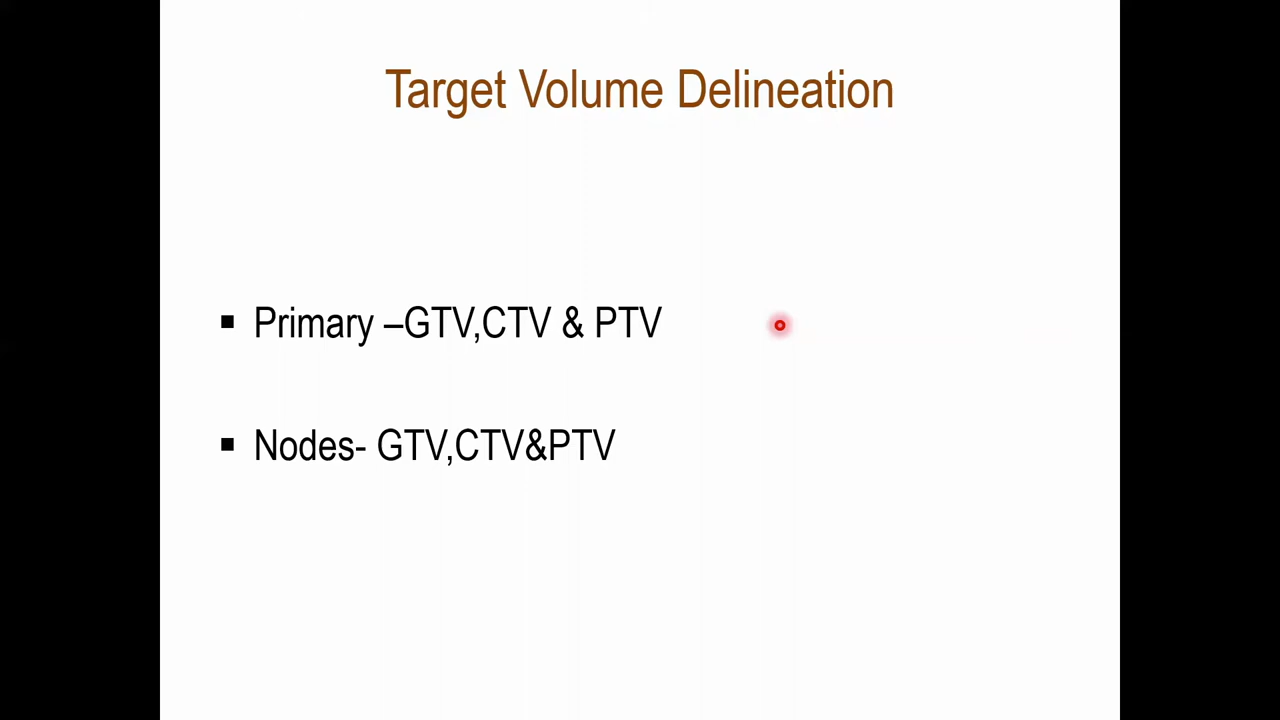 Target Volume Delineation
▪ Primary –GTV,CTV & PTV
▪ Nodes- GTV,CTV&PTV